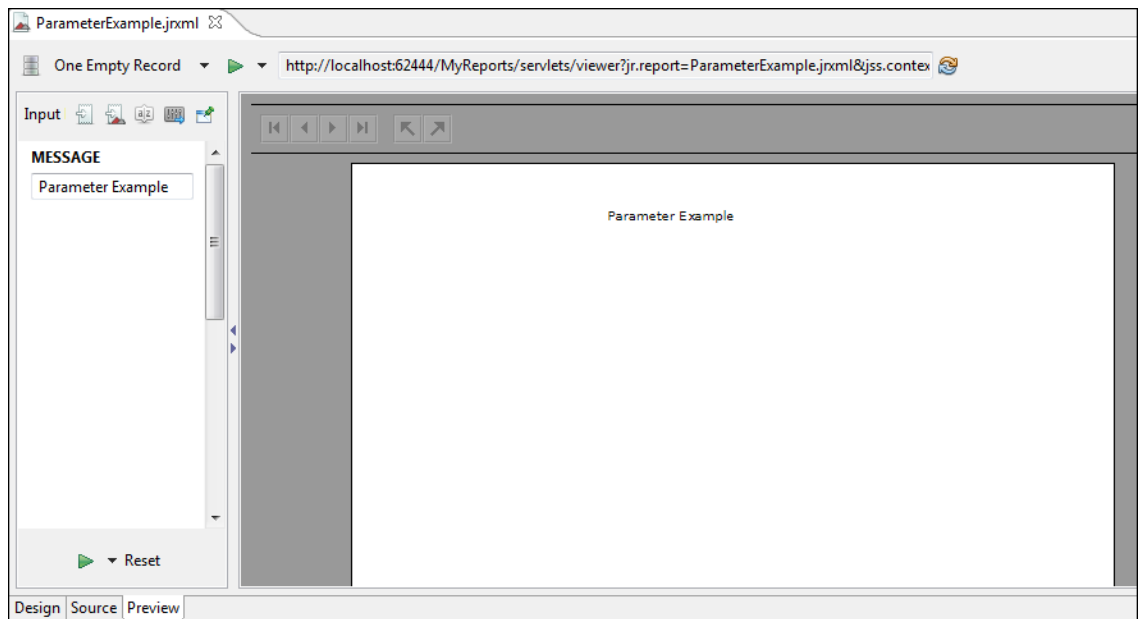 ParameterExample.jrxml
One Empty Record
http://localhost:62444/MyReports/servlets/viewer?jr.report=ParameterExample.jrxml&jss.contex
Input
MESSAGE
Parameter Example
Parameter Example
Reset
Design Source Preview